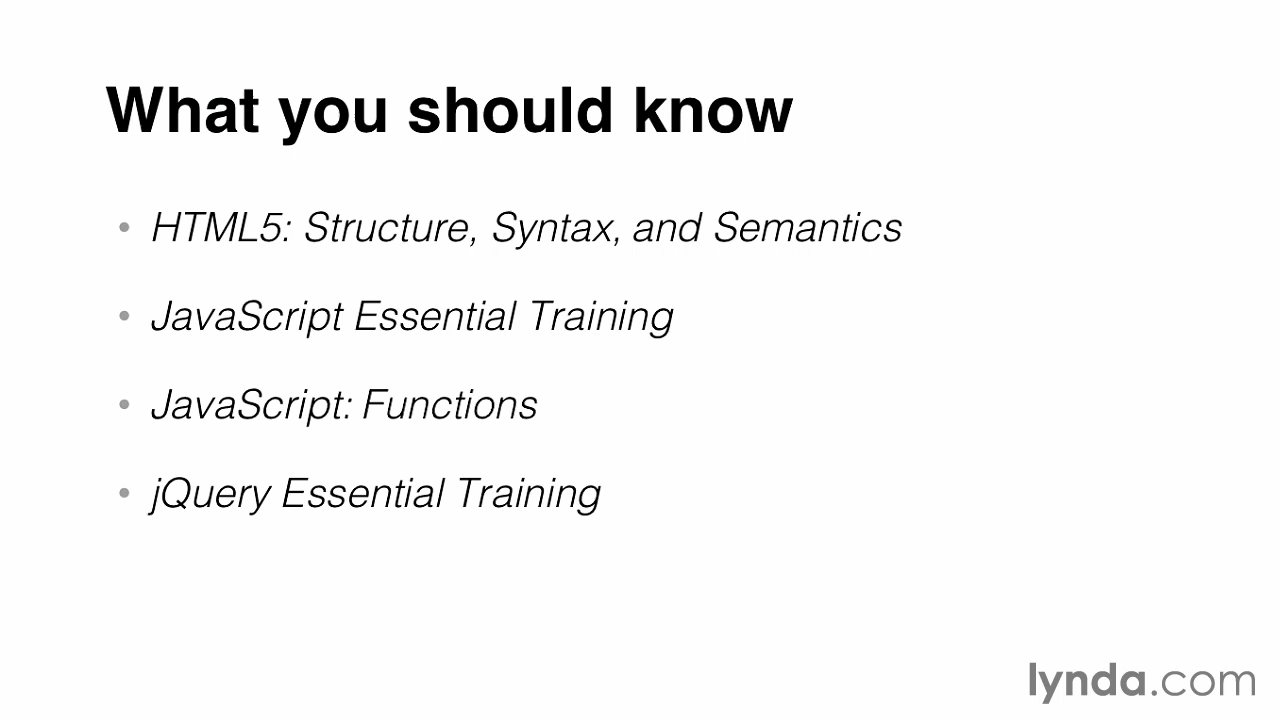 What you should know
• HTML5: Structure, Syntax, and Semantics
• JavaScript Essential Training
• JavaScript: Functions
• jQuery Essential Training
lynda.com